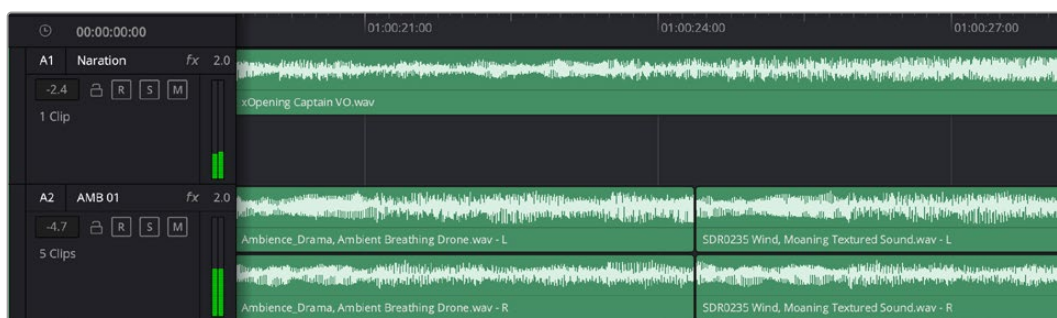 00:00:00:00 01:00:21:00 01:00:24:00 01:00:27:00
A1 Naration fx 2.0
-2.4 R S M
xOpening Captain VO.wav
1 Clip
A2 AMB 01 fx 2.0
-4.7 R S M
Ambience_Drama, Ambient Breathing Drone.wav - L SDR0235 Wind, Moaning Textured Sound.wav - L
5 Clips
Ambience_Drama, Ambient Breathing Drone.wav - R SDR0235 Wind, Moaning Textured Sound.wav - R